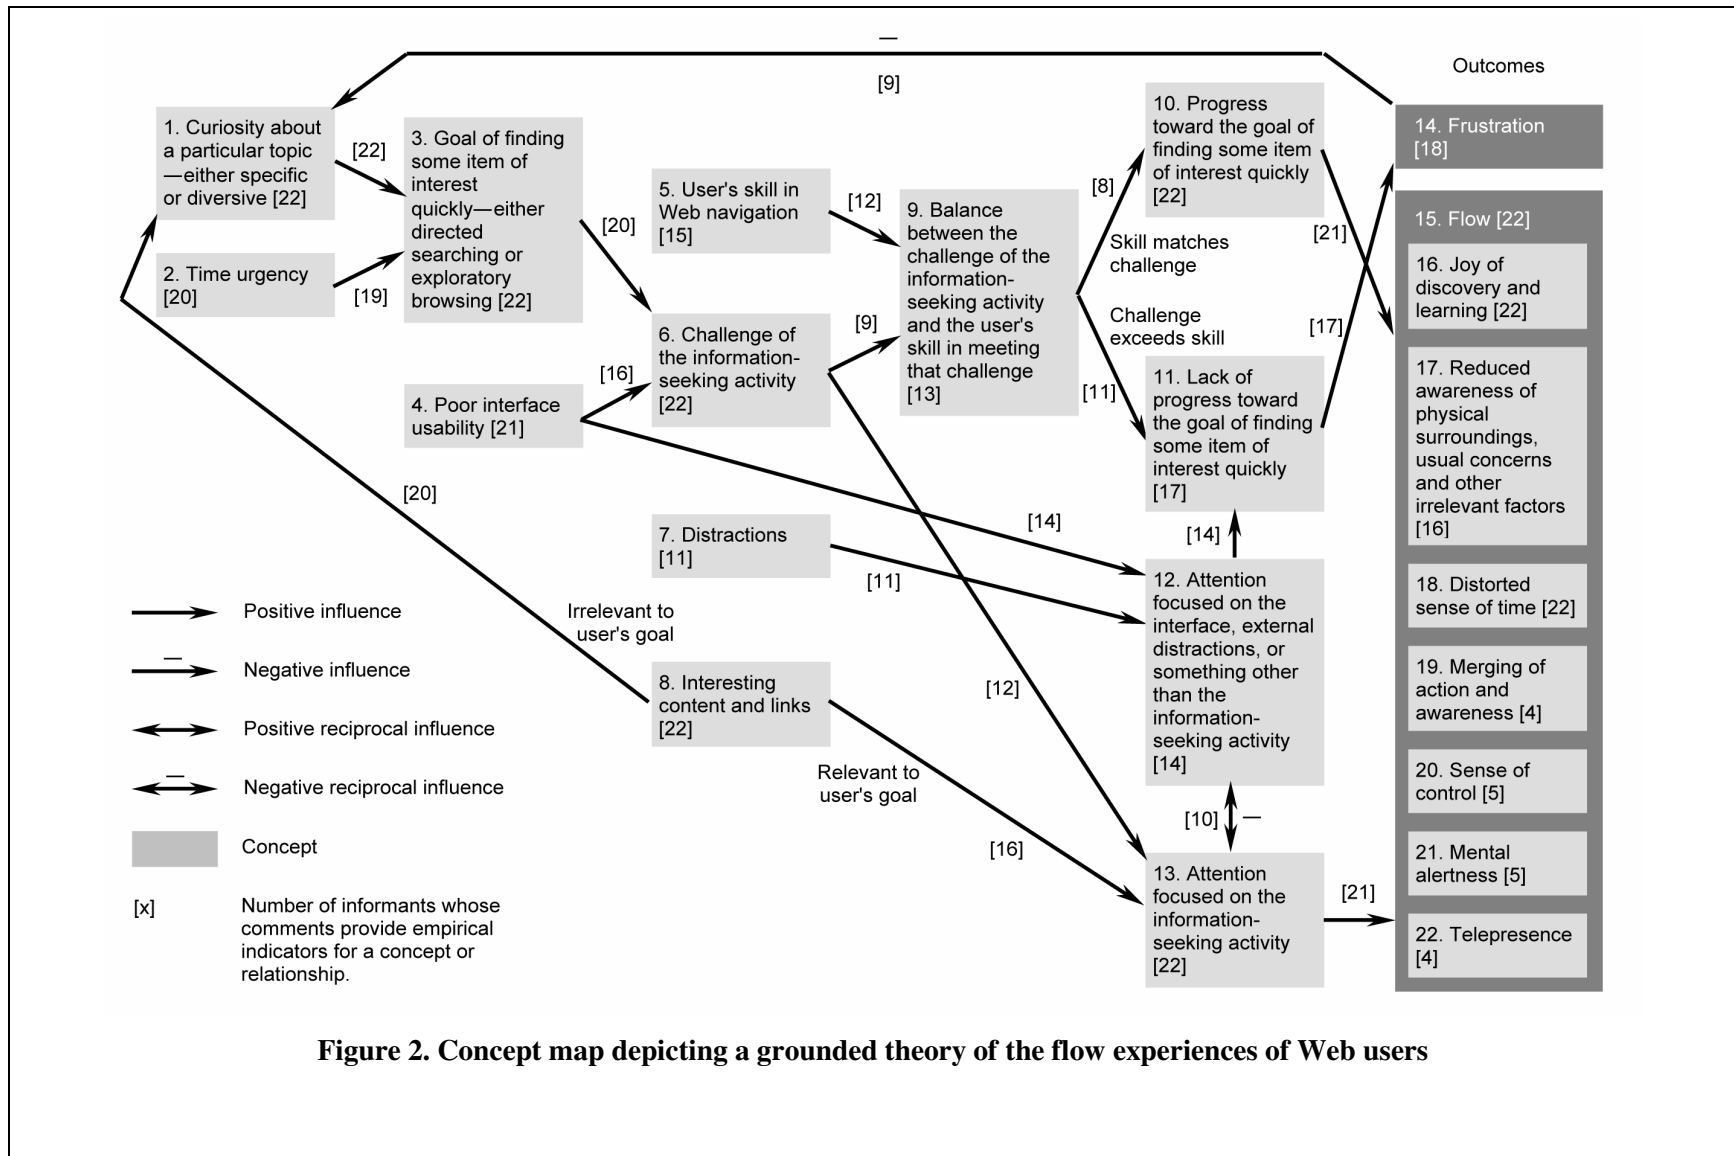 —
[9]
Outcomes
1. Curiosity about
a particular topic
—either specific
or diversive [22]
[22]
2. Time urgency
[20]
[19]
3. Goal of finding
some item of
interest
quickly—either
directed
searching or
exploratory
browsing [22]
[20]
4. Poor interface
usability [21]
[16]
5. User's skill in
Web navigation
[15]
[12]
6. Challenge of
the information-
seeking activity
[22]
[9]
7. Distractions
[11]
[11]
[14]
8. Interesting
content and links
[22]
Irrelevant to
user's goal
[20]
Relevant to
user's goal
[16]
[12]
9. Balance
between the
challenge of the
information-
seeking activity
and the user's
skill in meeting
that challenge
[13]
[8]
Skill matches
challenge
Challenge
exceeds skill
[11]
10. Progress
toward the goal of
finding some item
of interest quickly
[22]
[21]
11. Lack of
progress toward
the goal of finding
some item of
interest quickly
[17]
[17]
[14]
12. Attention
focused on the
interface, external
distractions, or
something other
than the
information-
seeking activity
[14]
[10]
—
13. Attention
focused on the
information-
seeking activity
[22]
[21]
14. Frustration
[18]
15. Flow [22]
16. Joy of
discovery and
learning [22]
17. Reduced
awareness of
physical
surroundings,
usual concerns
and other
irrelevant factors
[16]
18. Distorted
sense of time [22]
19. Merging of
action and
awareness [4]
20. Sense of
control [5]
21. Mental
alertness [5]
22. Telepresence
[4]
Positive influence
—
Negative influence
Positive reciprocal influence
—
Negative reciprocal influence
Concept
[x]
Number of informants whose
comments provide empirical
indicators for a concept or
relationship.
Figure 2. Concept map depicting a grounded theory of the flow experiences of Web users